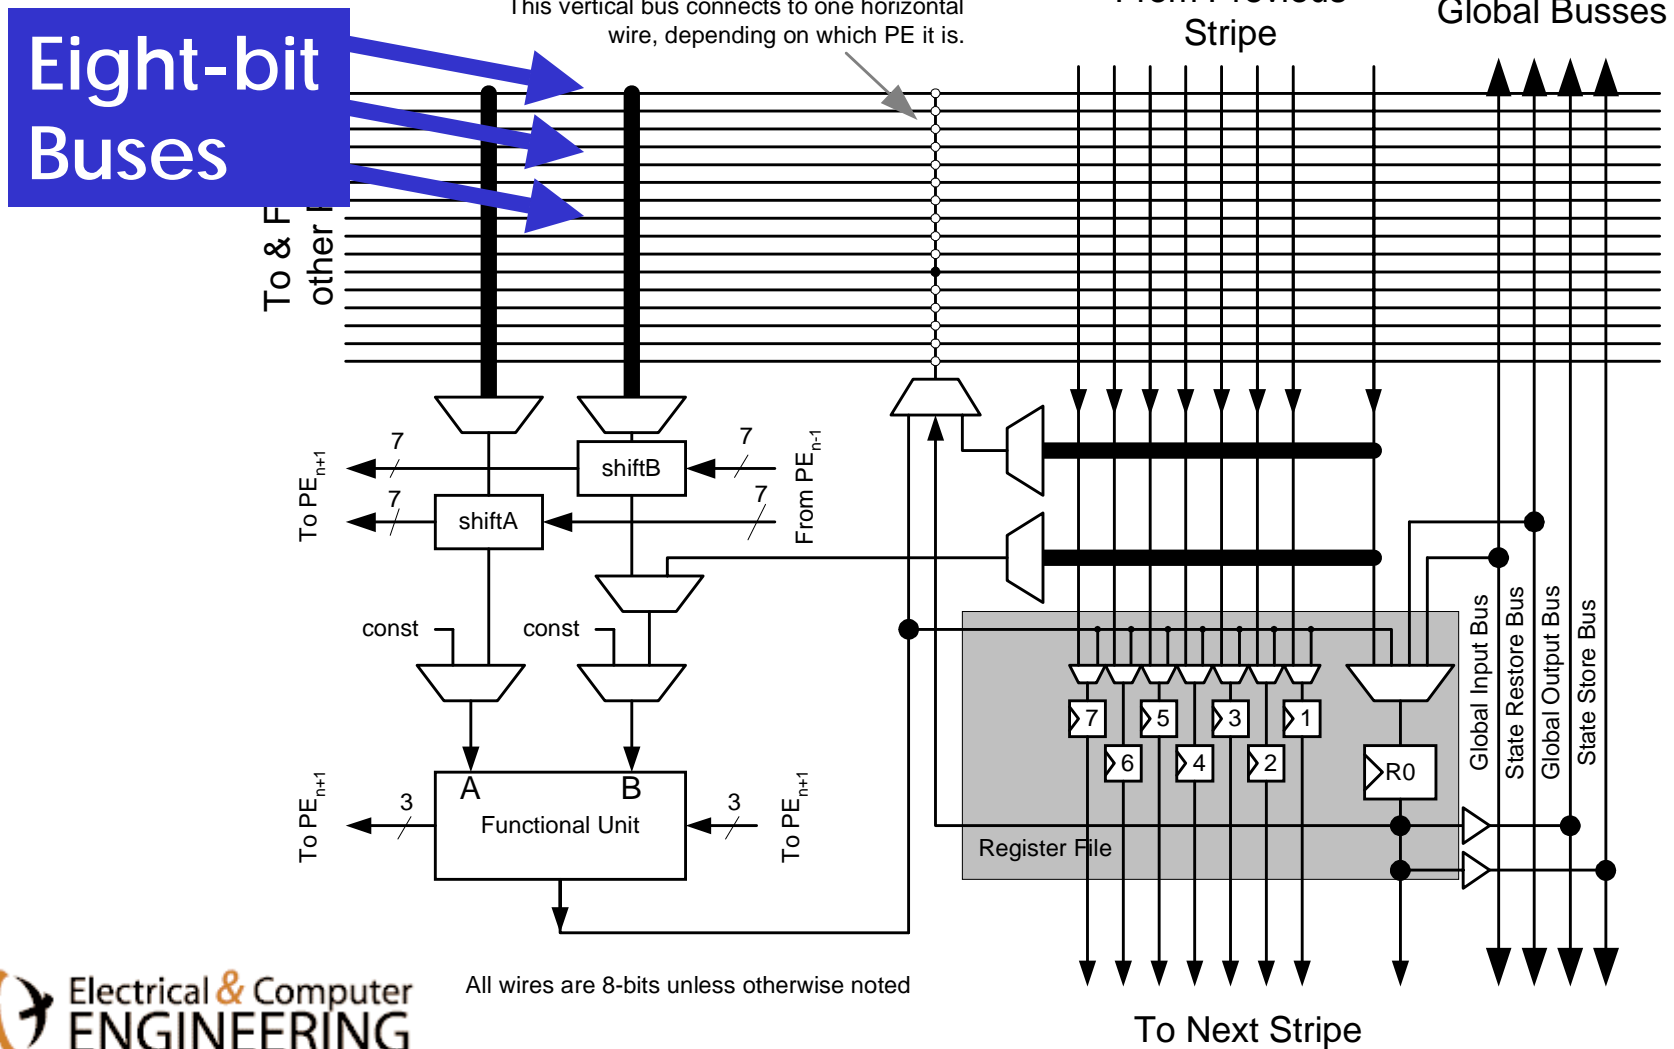 This vertical bus connects to one horizontal
wire, depending on which PE it is.
Stripe
Global Busses
Eight-bit
Buses
To &
other
7
7
shiftB
To PEn+1
From PEn-1
7
7
shiftA
const
const
Global Input Bus
State Restore Bus
Global Output Bus
State Store Bus
7
5
3
1
6
4
2
R0
A
B
To PEn+1
3
Functional Unit
3
To PEn+1
Register File
All wires are 8-bits unless otherwise noted
To Next Stripe
Electrical & Computer
ENGINEERING